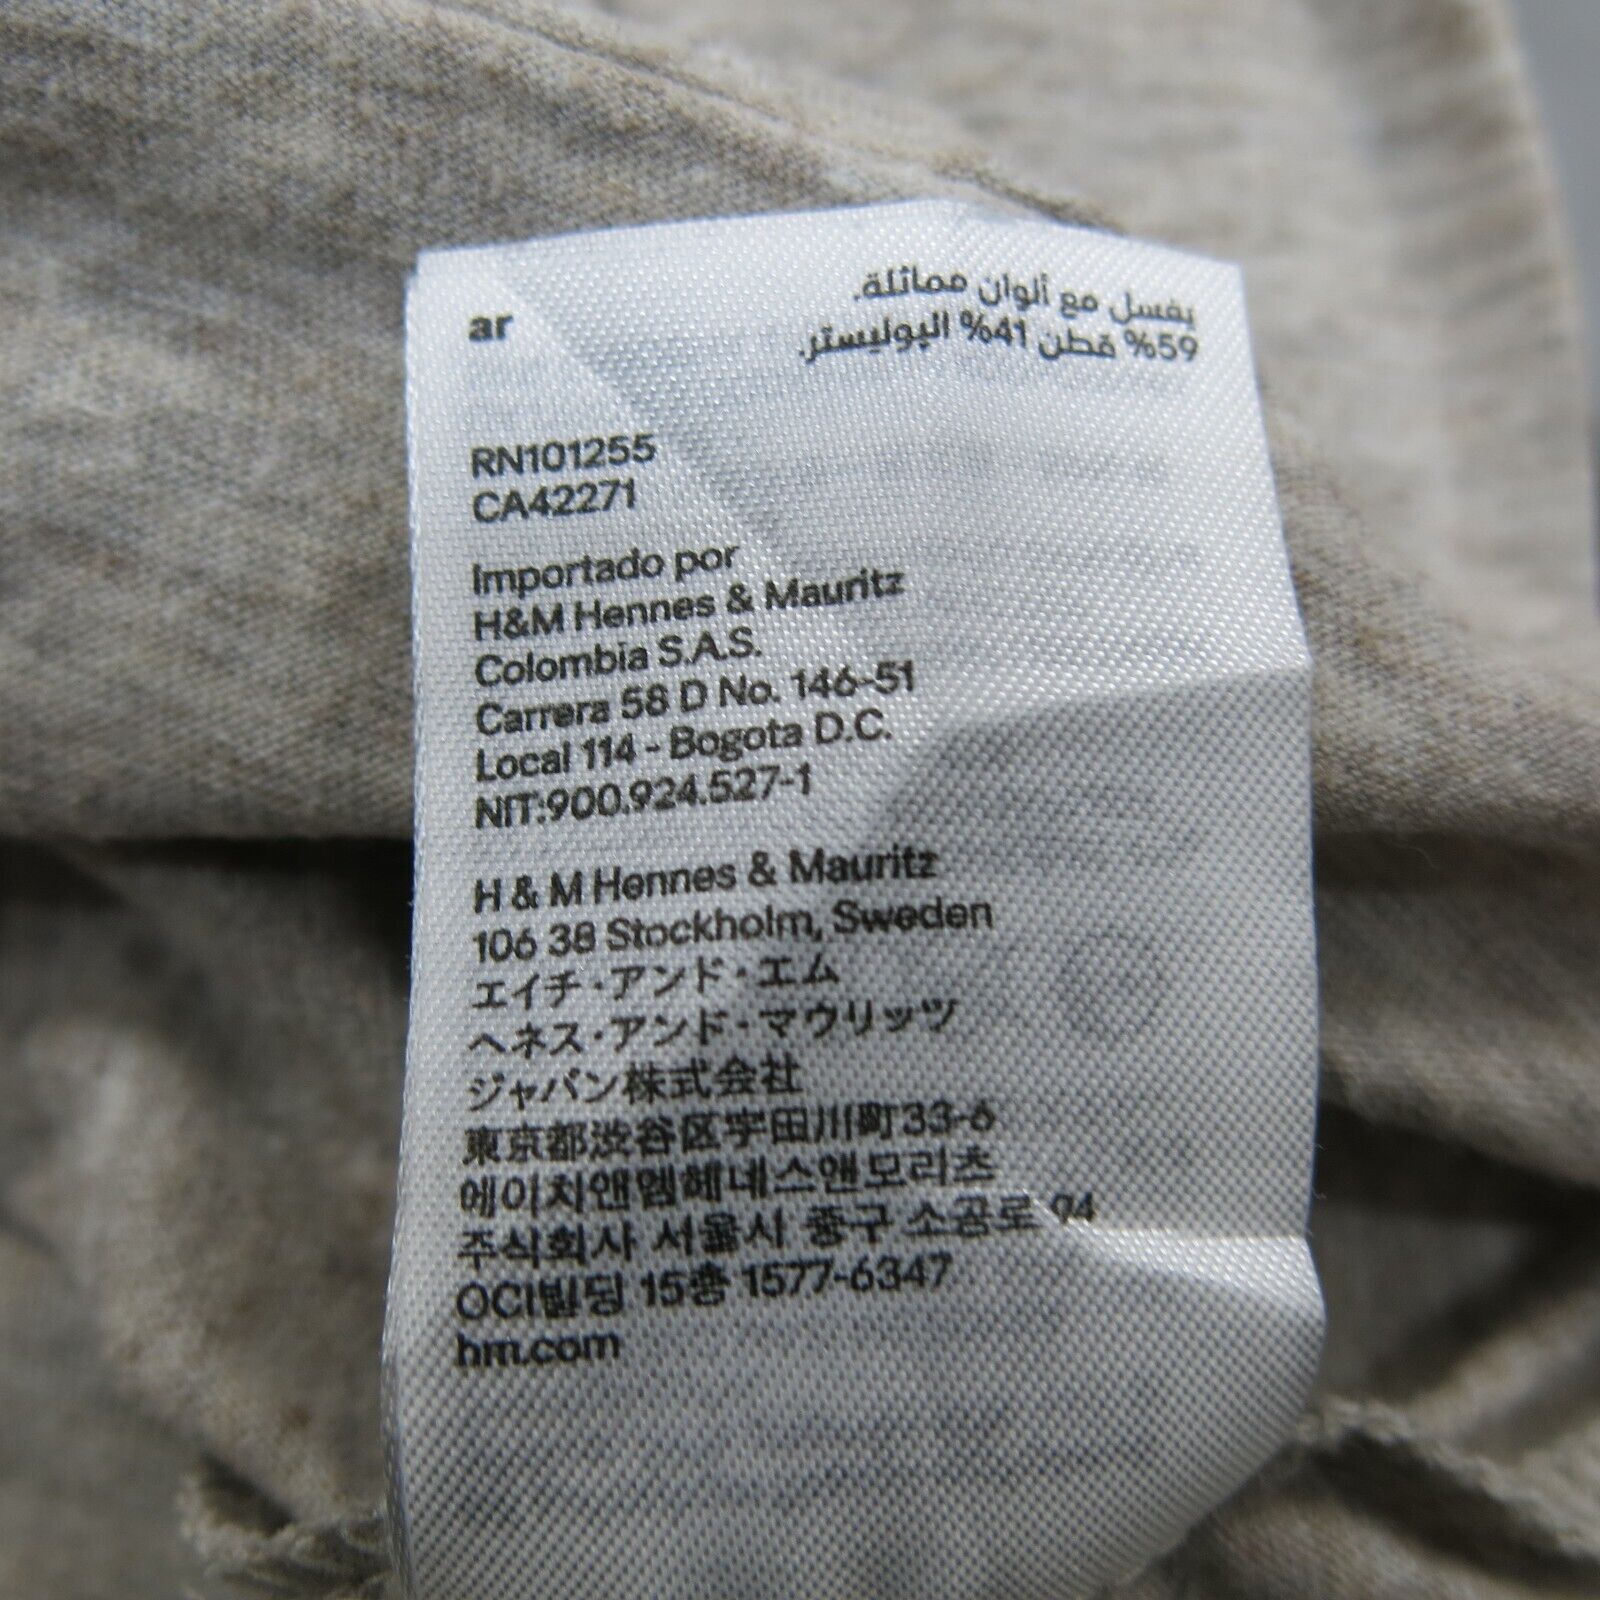 ar
يغسل مع ألوان مماثلة.
59% قطن 41% البوليستر.
RN101255
CA42271
Importado por
H&M Hennes & Mauritz
Colombia S.A.S.
Carrera 58 D No. 146-51
Local 114 - Bogota D.C.
NIT:900.924.527-1
H & M Hennes & Mauritz
106 38 Stockholm, Sweden
エイチ・アンド・エム
ヘネス・アンド・マウリッツ
ジャパン株式会社
東京都渋谷区宇田川町33-6
에이치앤엠헤네스앤모리츠
주식회사 서울시 중구 소공로 94
OCI빌딩 15층 1577-6347
hm.com